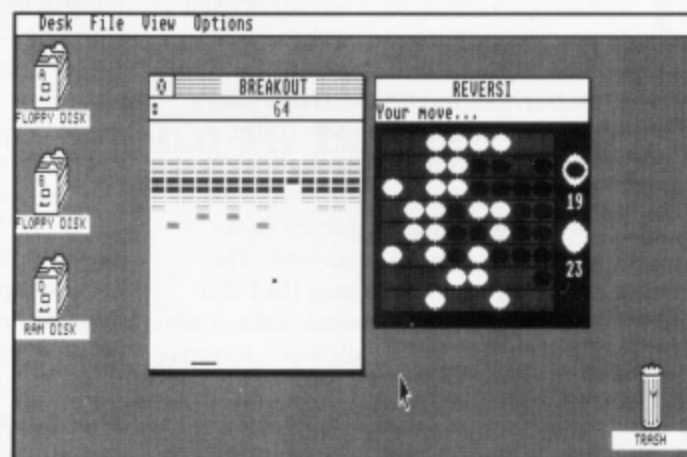 Desk File View Options
A
FLOPPY DISK
B
FLOPPY DISK
D
RAM DISK
BREAKOUT
: 64
REVERSI
Your move...
19
23
TRASH